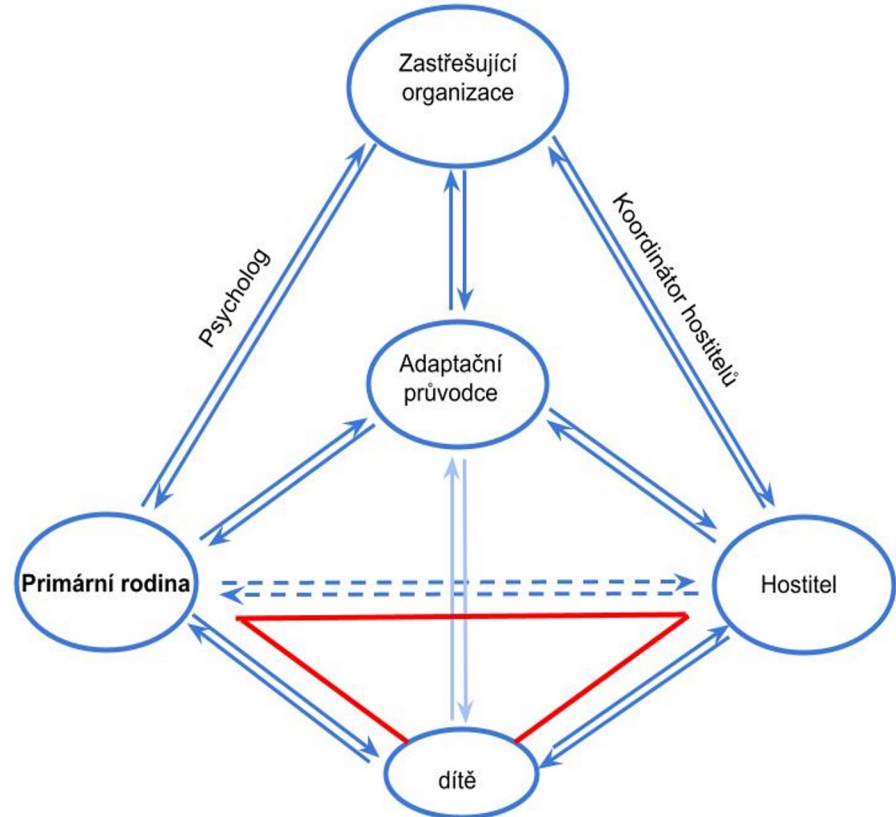 Zastřešující
organizace
Psycholog
Koordinátor hostitelů
Adaptační
průvodce
Primární rodina
Hostitel
dítě